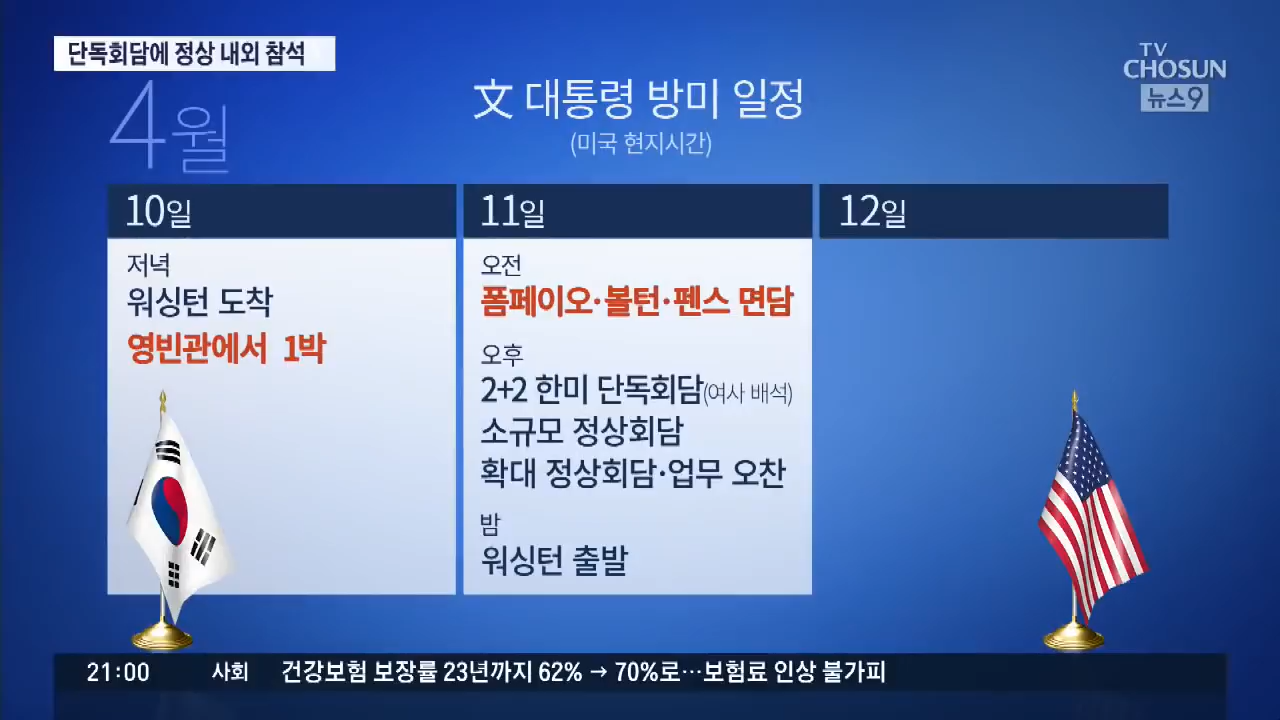 단독회담에 정상 내외 참석
TV
CHOSUN
뉴스9
4월
文 대통령 방미 일정
(미국 현지시간)
10일
저녁
워싱턴 도착
영빈관에서 1박
11일
오전
폼페이오·볼턴·펜스 면담
오후
2+2 한미 단독회담(여사 배석)
소규모 정상회담
확대 정상회담·업무 오찬
밤
워싱턴 출발
12일
21:00 사회 건강보험 보장률 23년까지 62% → 70%로…보험료 인상 불가피